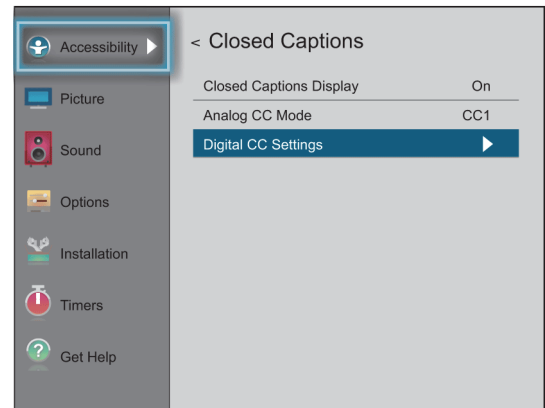 Accessibility
Picture
Sound
Options
Installation
Timers
? Get Help
< Closed Captions
Closed Captions Display On
Analog CC Mode CC1
Digital CC Settings